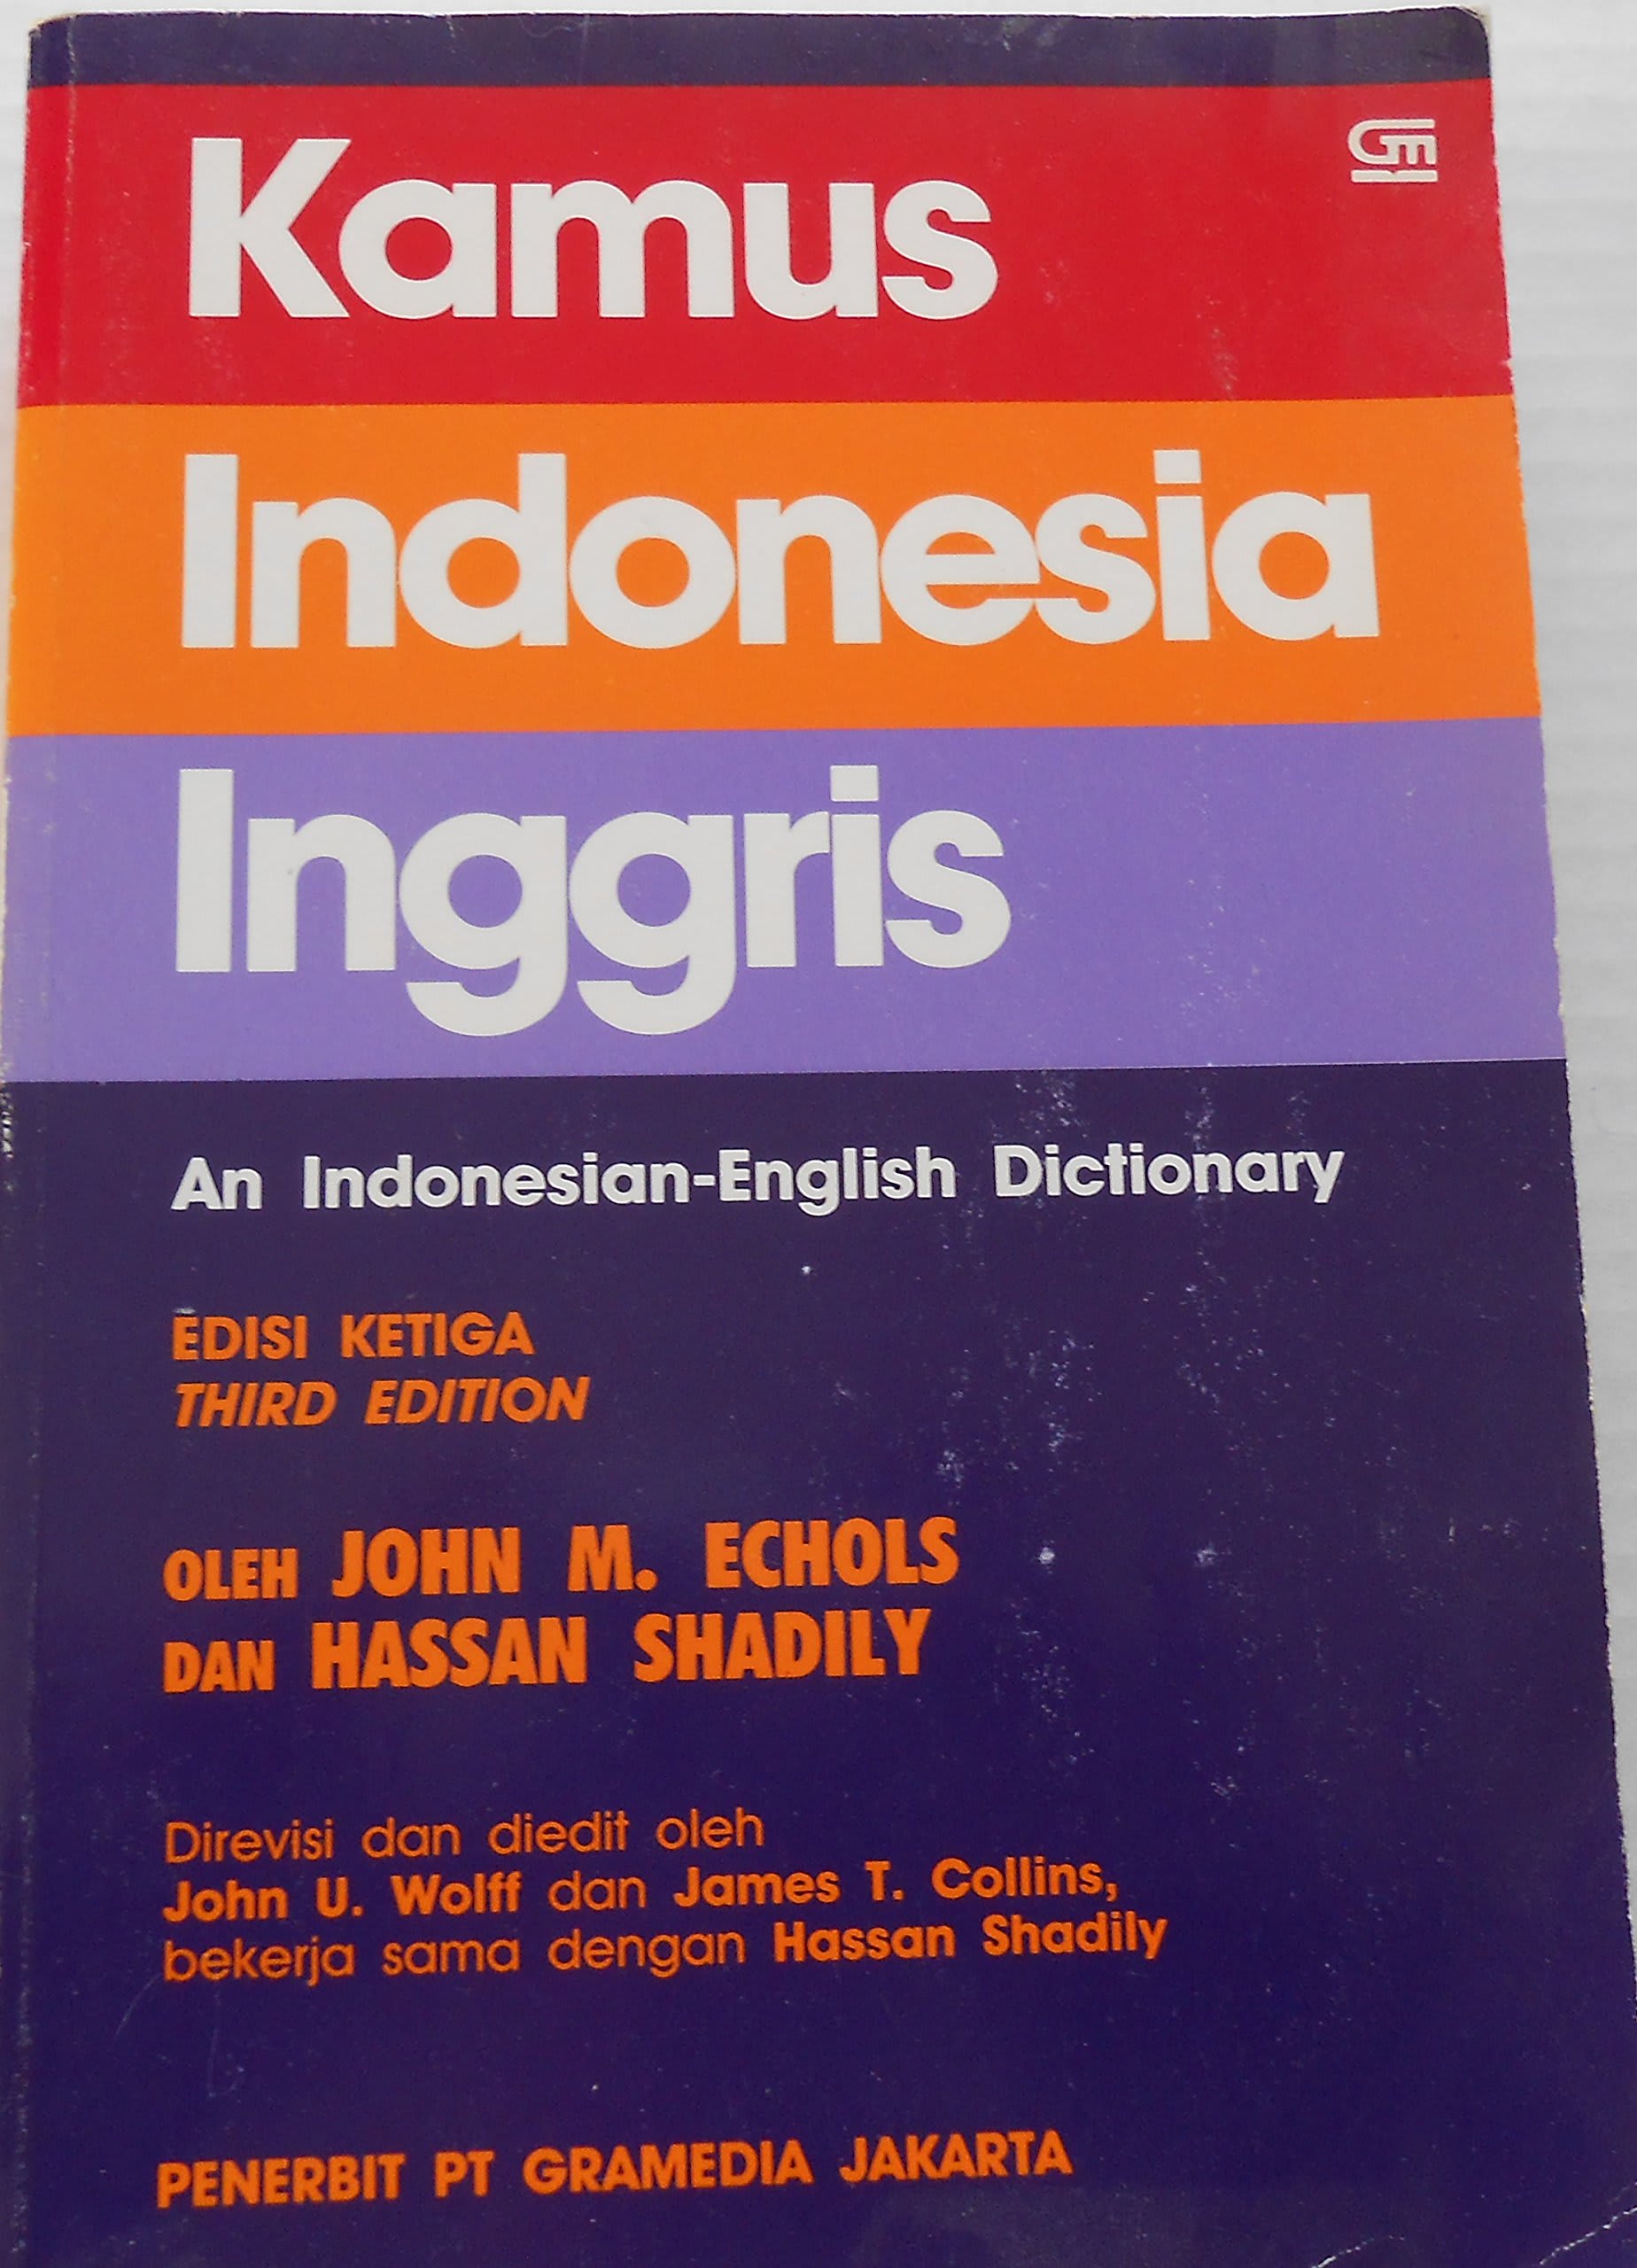 Kamus
Indonesia
Inggris
An Indonesian-English Dictionary
EDISI KETIGA
THIRD EDITION
OLEH JOHN M. ECHOLS
DAN HASSAN SHADILY
Direvisi dan diedit oleh
John U. Wolff dan James T. Collins,
bekerja sama dengan Hassan Shadily
PENERBIT PT GRAMEDIA JAKARTA